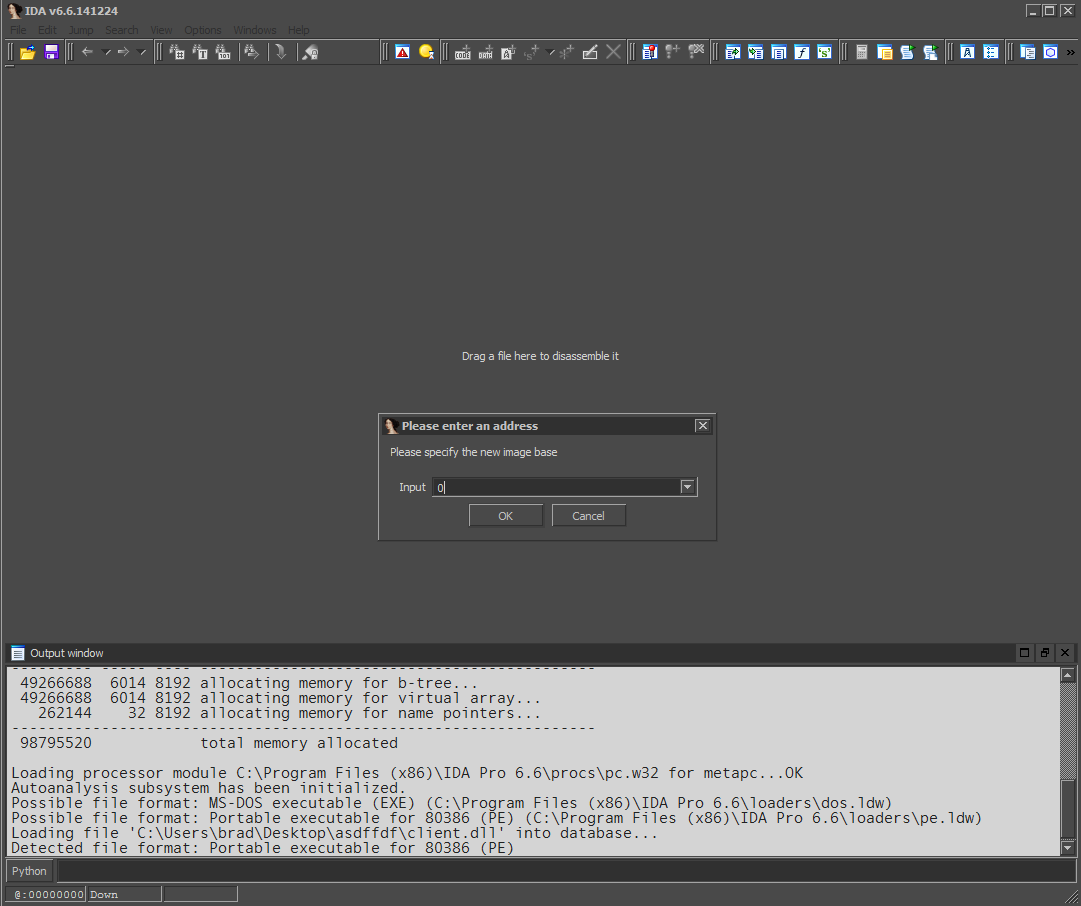 IDA v6.6.141224
File Edit Jump Search View Options Windows Help
Drag a file here to disassemble it
Please enter an address
Please specify the new image base
Input 0
OK Cancel
Output window
--------- ----- ---- --------------------------------------------
49266688 6014 8192 allocating memory for b-tree...
49266688 6014 8192 allocating memory for virtual array...
262144 32 8192 allocating memory for name pointers...
-----------------------------------------------------------------
98795520 total memory allocated
Loading processor module C:\Program Files (x86)\IDA Pro 6.6\procs\pc.w32 for metapc...OK
Autoanalysis subsystem has been initialized.
Possible file format: MS-DOS executable (EXE) (C:\Program Files (x86)\IDA Pro 6.6\loaders\dos.ldw)
Possible file format: Portable executable for 80386 (PE) (C:\Program Files (x86)\IDA Pro 6.6\loaders\pe.ldw)
Loading file 'C:\Users\brad\Desktop\asdffdf\client.dll' into database...
Detected file format: Portable executable for 80386 (PE)
Python
@:00000000 Down